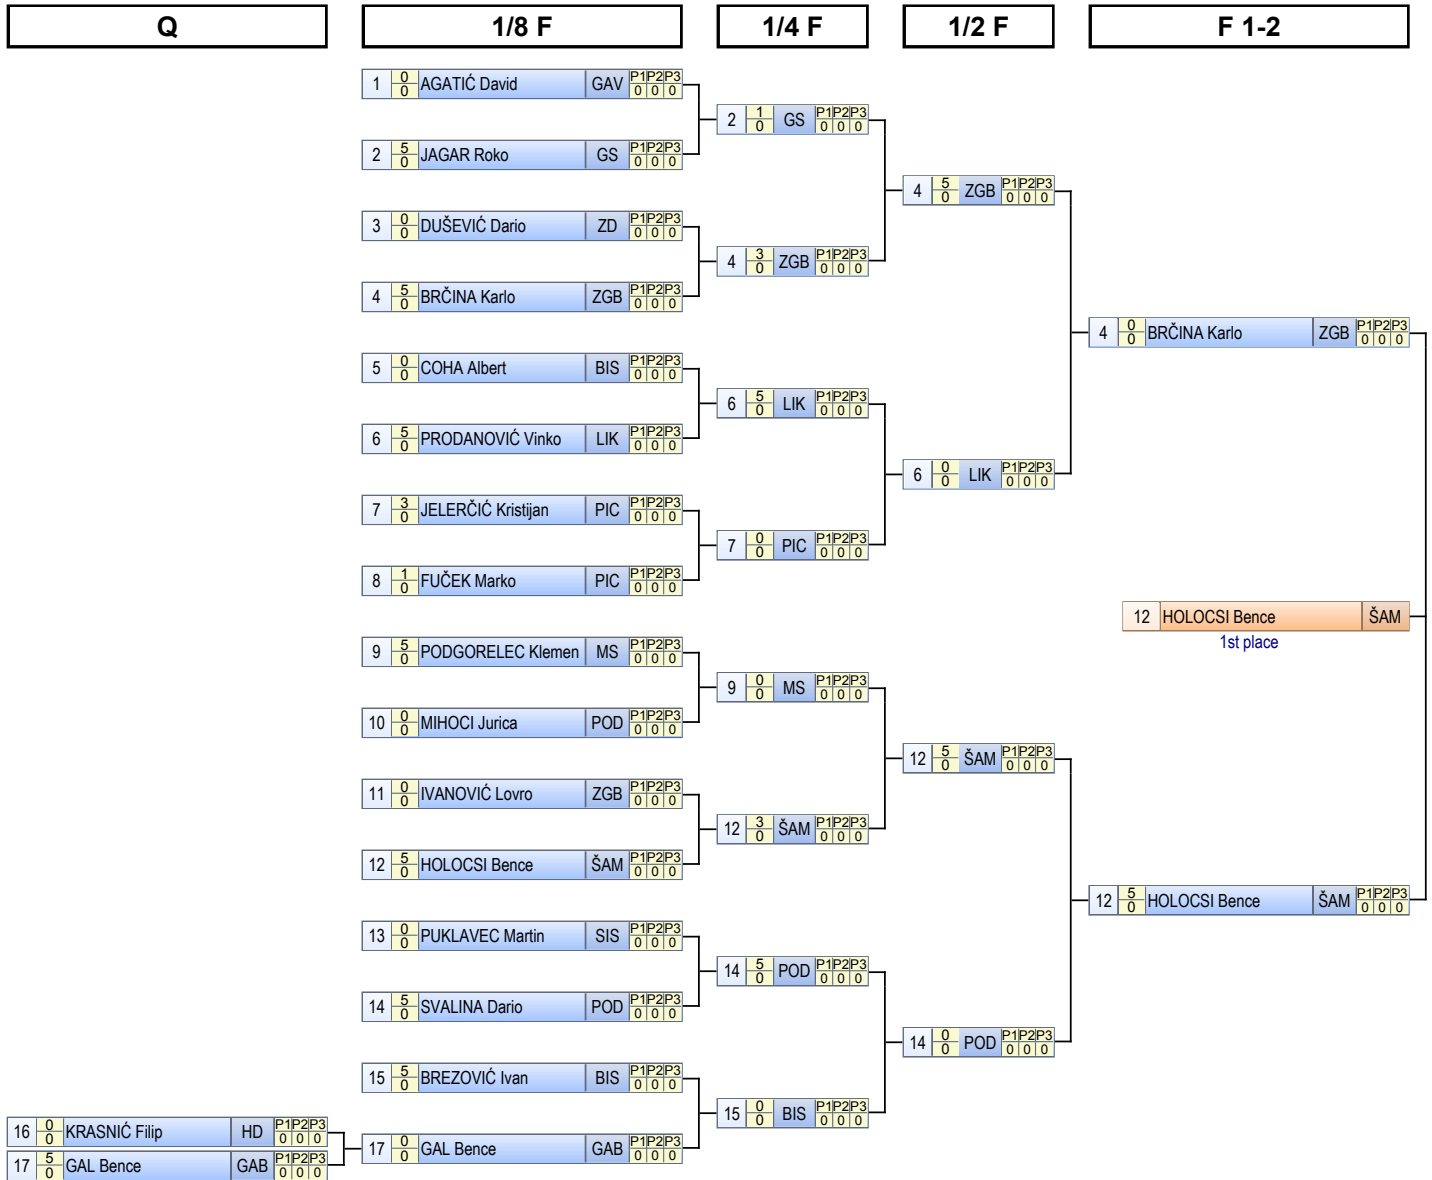 Q 1/8 F 1/4 F 1/2 F F 1-2
1 0 0 AGATIĆ David GAV P1 P2 P3 0 0 0
2 1 0 GS P1 P2 P3 0 0 0
2 5 0 JAGAR Roko GS P1 P2 P3 0 0 0
4 5 0 ZGB P1 P2 P3 0 0 0
3 0 0 DUŠEVIĆ Dario ZD P1 P2 P3 0 0 0
4 3 0 ZGB P1 P2 P3 0 0 0
4 5 0 BRČINA Karlo ZGB P1 P2 P3 0 0 0
4 0 0 BRČINA Karlo ZGB P1 P2 P3 0 0 0
5 0 0 COHA Albert BIS P1 P2 P3 0 0 0
6 5 0 LIK P1 P2 P3 0 0 0
6 5 0 PRODANOVIĆ Vinko LIK P1 P2 P3 0 0 0
6 0 0 LIK P1 P2 P3 0 0 0
7 3 0 JELERČIĆ Kristijan PIC P1 P2 P3 0 0 0
7 0 0 PIC P1 P2 P3 0 0 0
8 1 0 FUČEK Marko PIC P1 P2 P3 0 0 0
12 HOLOCSI Bence ŠAM
1st place
9 5 0 PODGORELEC Klemen MS P1 P2 P3 0 0 0
9 0 0 MS P1 P2 P3 0 0 0
10 0 0 MIHOCI Jurica POD P1 P2 P3 0 0 0
12 5 0 ŠAM P1 P2 P3 0 0 0
11 0 0 IVANOVIĆ Lovro ZGB P1 P2 P3 0 0 0
12 3 0 ŠAM P1 P2 P3 0 0 0
12 5 0 HOLOCSI Bence ŠAM P1 P2 P3 0 0 0
12 5 0 HOLOCSI Bence ŠAM P1 P2 P3 0 0 0
13 0 0 PUKLAVEC Martin SIS P1 P2 P3 0 0 0
14 5 0 POD P1 P2 P3 0 0 0
14 5 0 SVALINA Dario POD P1 P2 P3 0 0 0
14 0 0 POD P1 P2 P3 0 0 0
15 5 0 BREZOVIĆ Ivan BIS P1 P2 P3 0 0 0
15 0 0 BIS P1 P2 P3 0 0 0
16 0 0 KRASNIĆ Filip HD P1 P2 P3 0 0 0
17 0 0 GAL Bence GAB P1 P2 P3 0 0 0
17 5 0 GAL Bence GAB P1 P2 P3 0 0 0